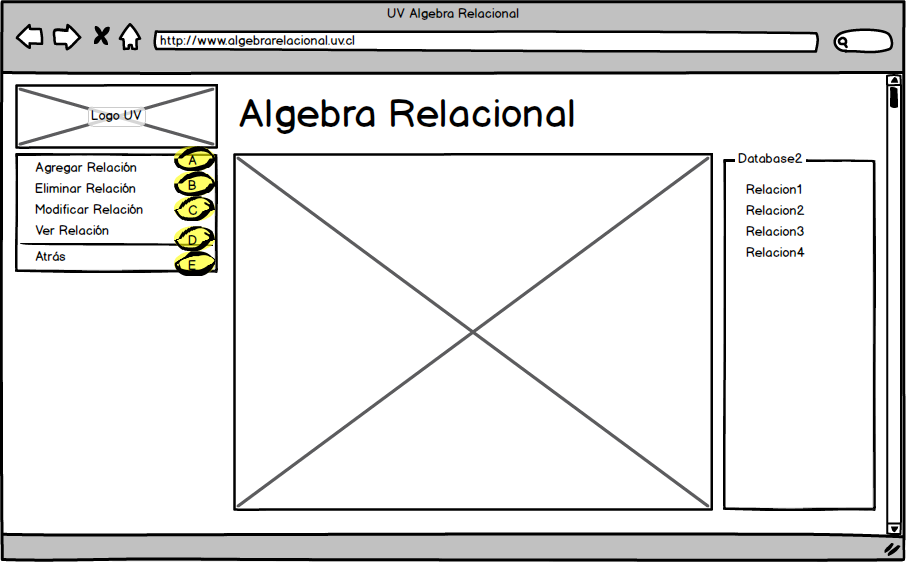 UV Algebra Relacional
http://www.algebrarelacional.uv.cl
Logo UV
Algebra Relacional
Agregar Relación A
Eliminar Relación B
Modificar Relación C
Ver Relación D
Atrás E
Database2
Relacion1
Relacion2
Relacion3
Relacion4